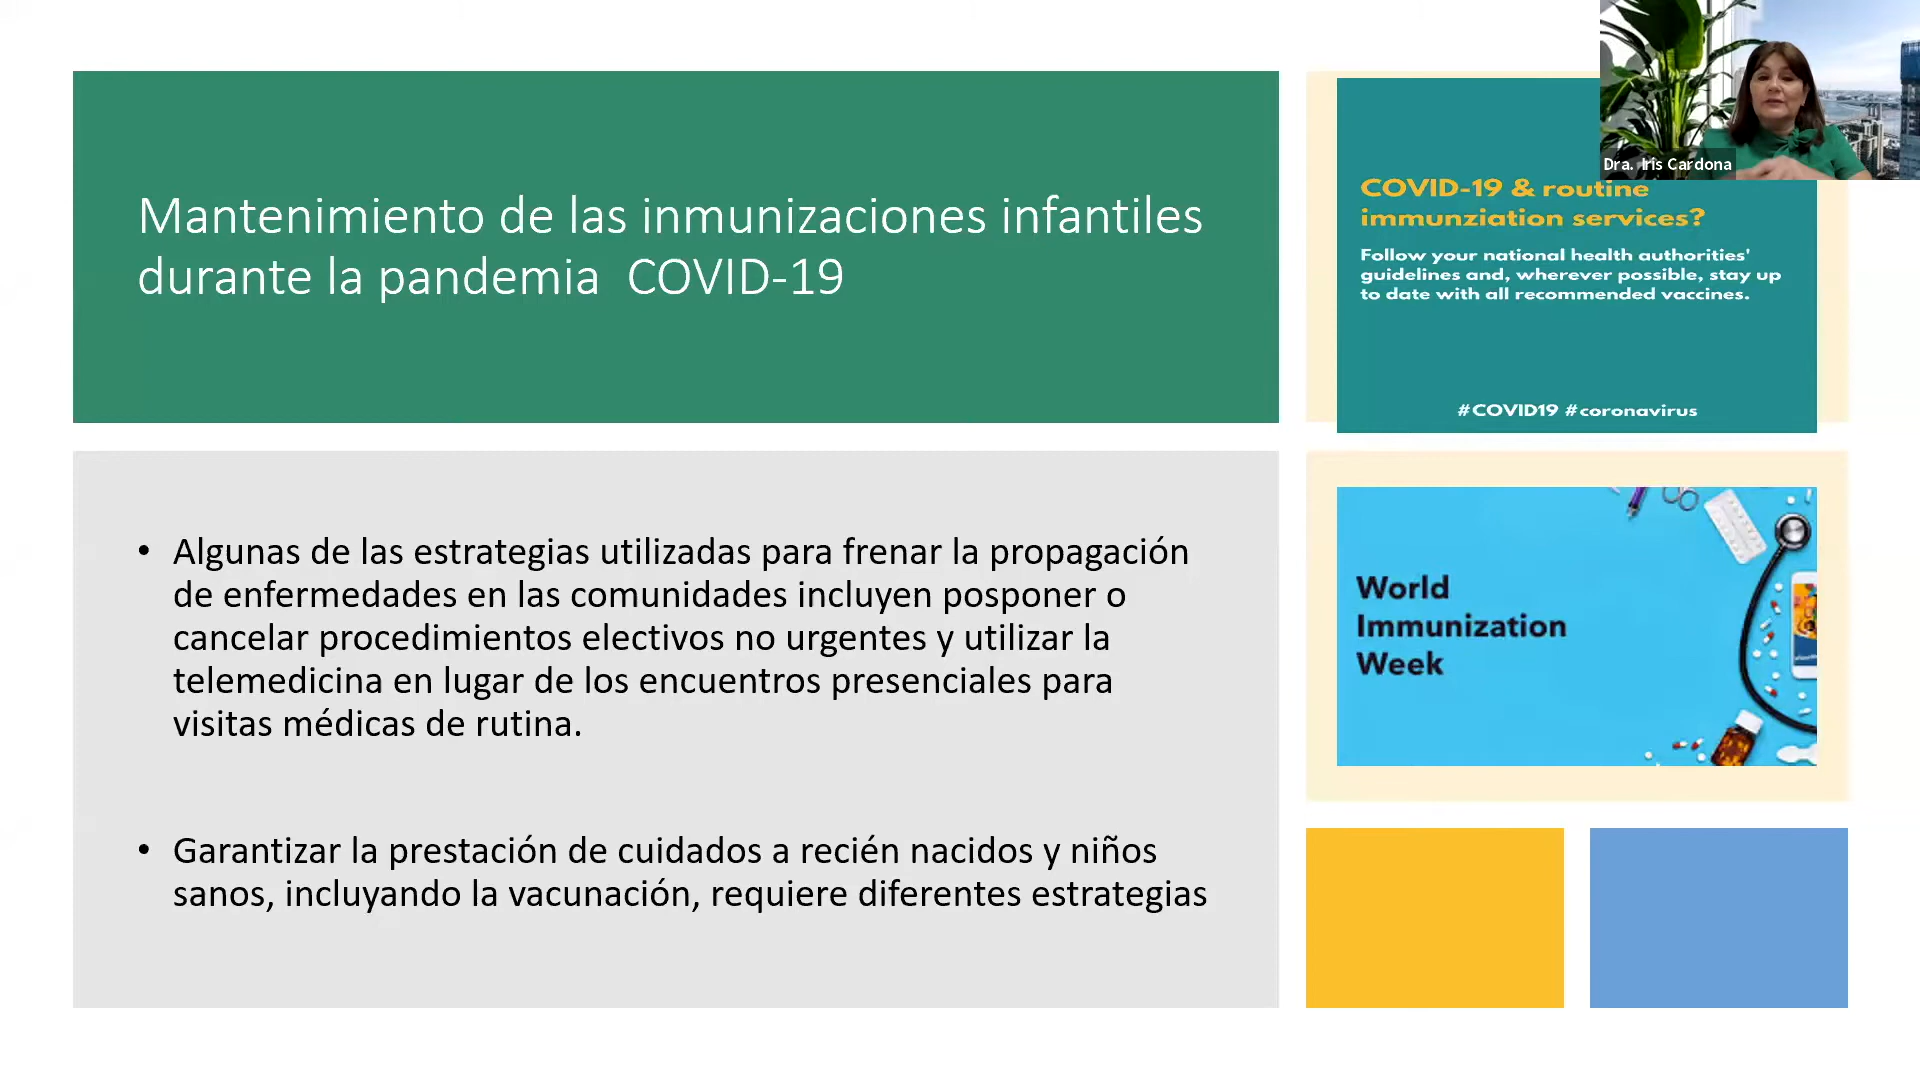 Mantenimiento de las inmunizaciones infantiles
durante la pandemia COVID-19
Algunas de las estrategias utilizadas para frenar la propagación
de enfermedades en las comunidades incluyen posponer o
cancelar procedimientos electivos no urgentes y utilizar la
telemedicina en lugar de los encuentros presenciales para
visitas médicas de rutina.
Garantizar la prestación de cuidados a recién nacidos y niños
sanos, incluyendo la vacunación, requiere diferentes estrategias
Dra. Iris Cardona
COVID-19 & routine
immunziation services?
Follow your national health authorities'
guidelines and, wherever possible, stay up
to date with all recommended vaccines.
#COVID19 #coronavirus
World
Immunization
Week